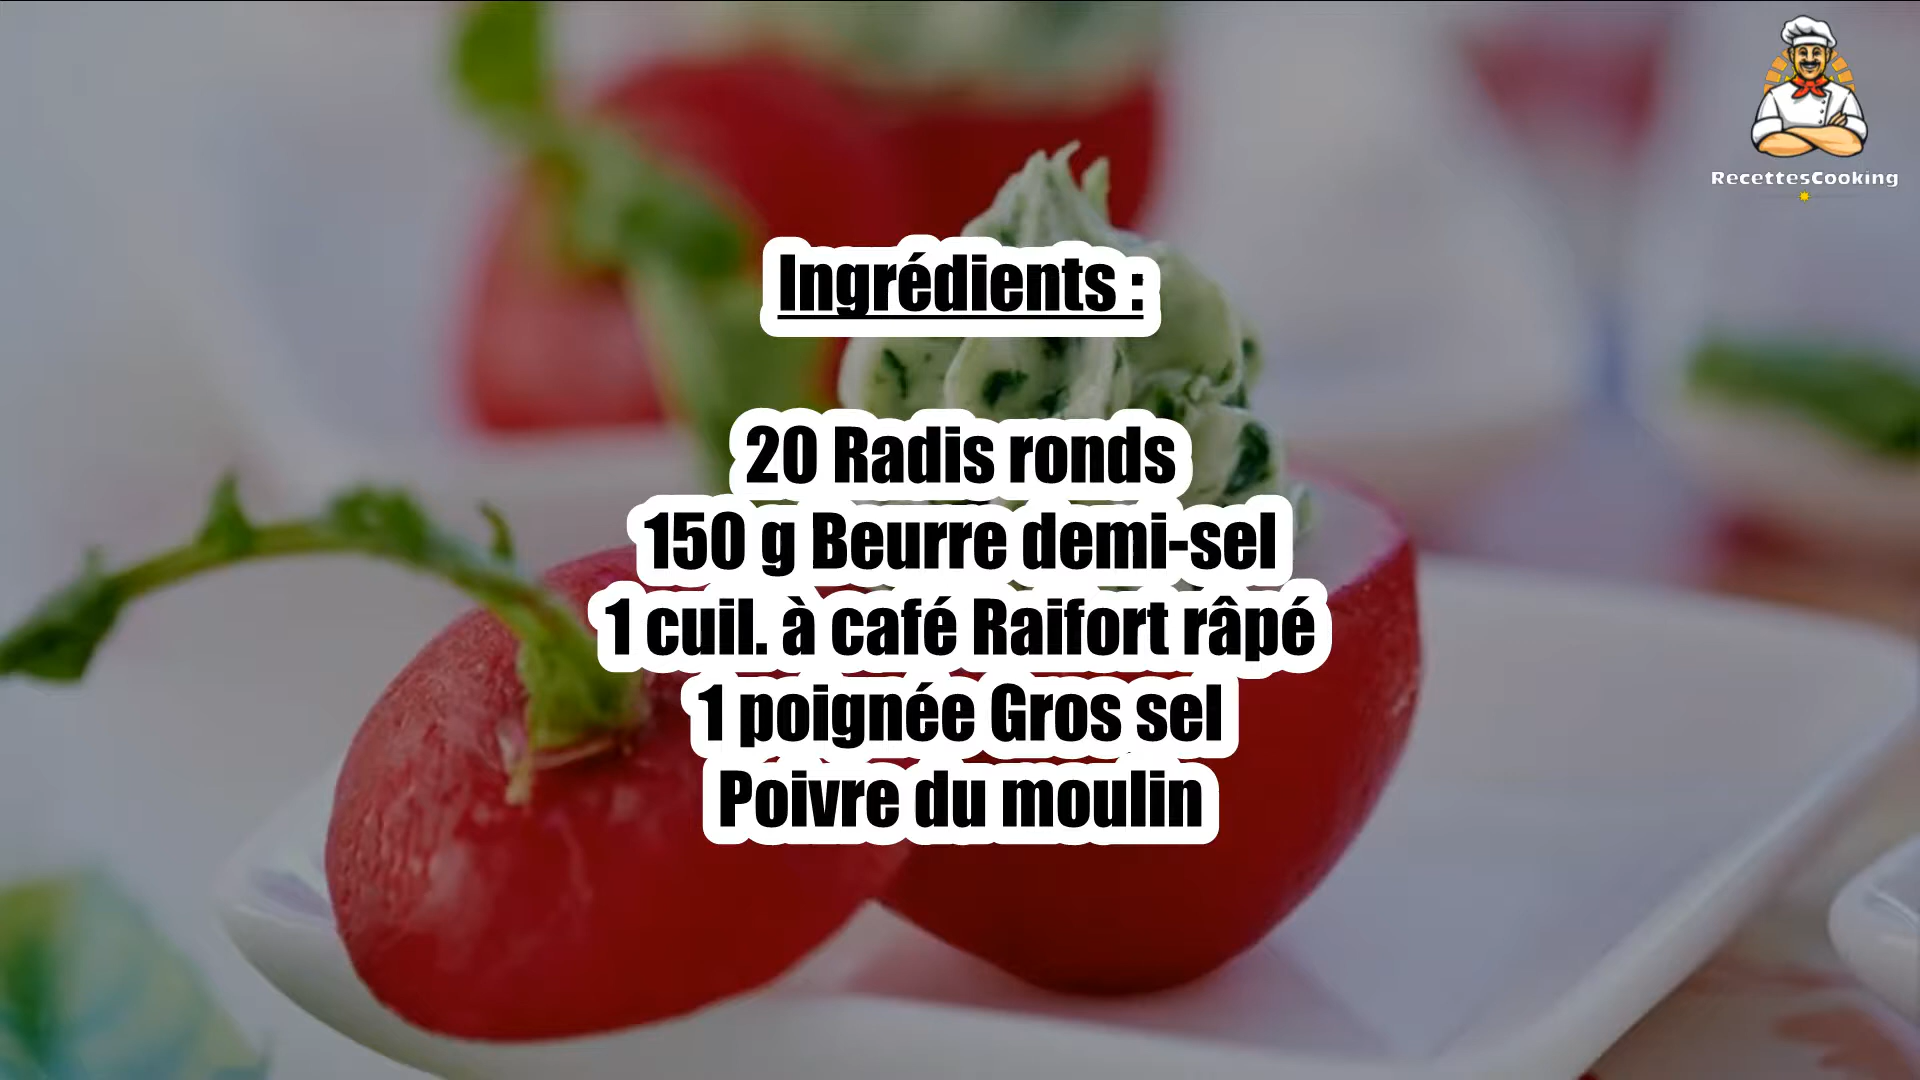 RecettesCooking
Ingrédients :
20 Radis ronds
150 g Beurre demi-sel
1 cuil. à café Raifort râpé
1 poignée Gros sel
Poivre du moulin